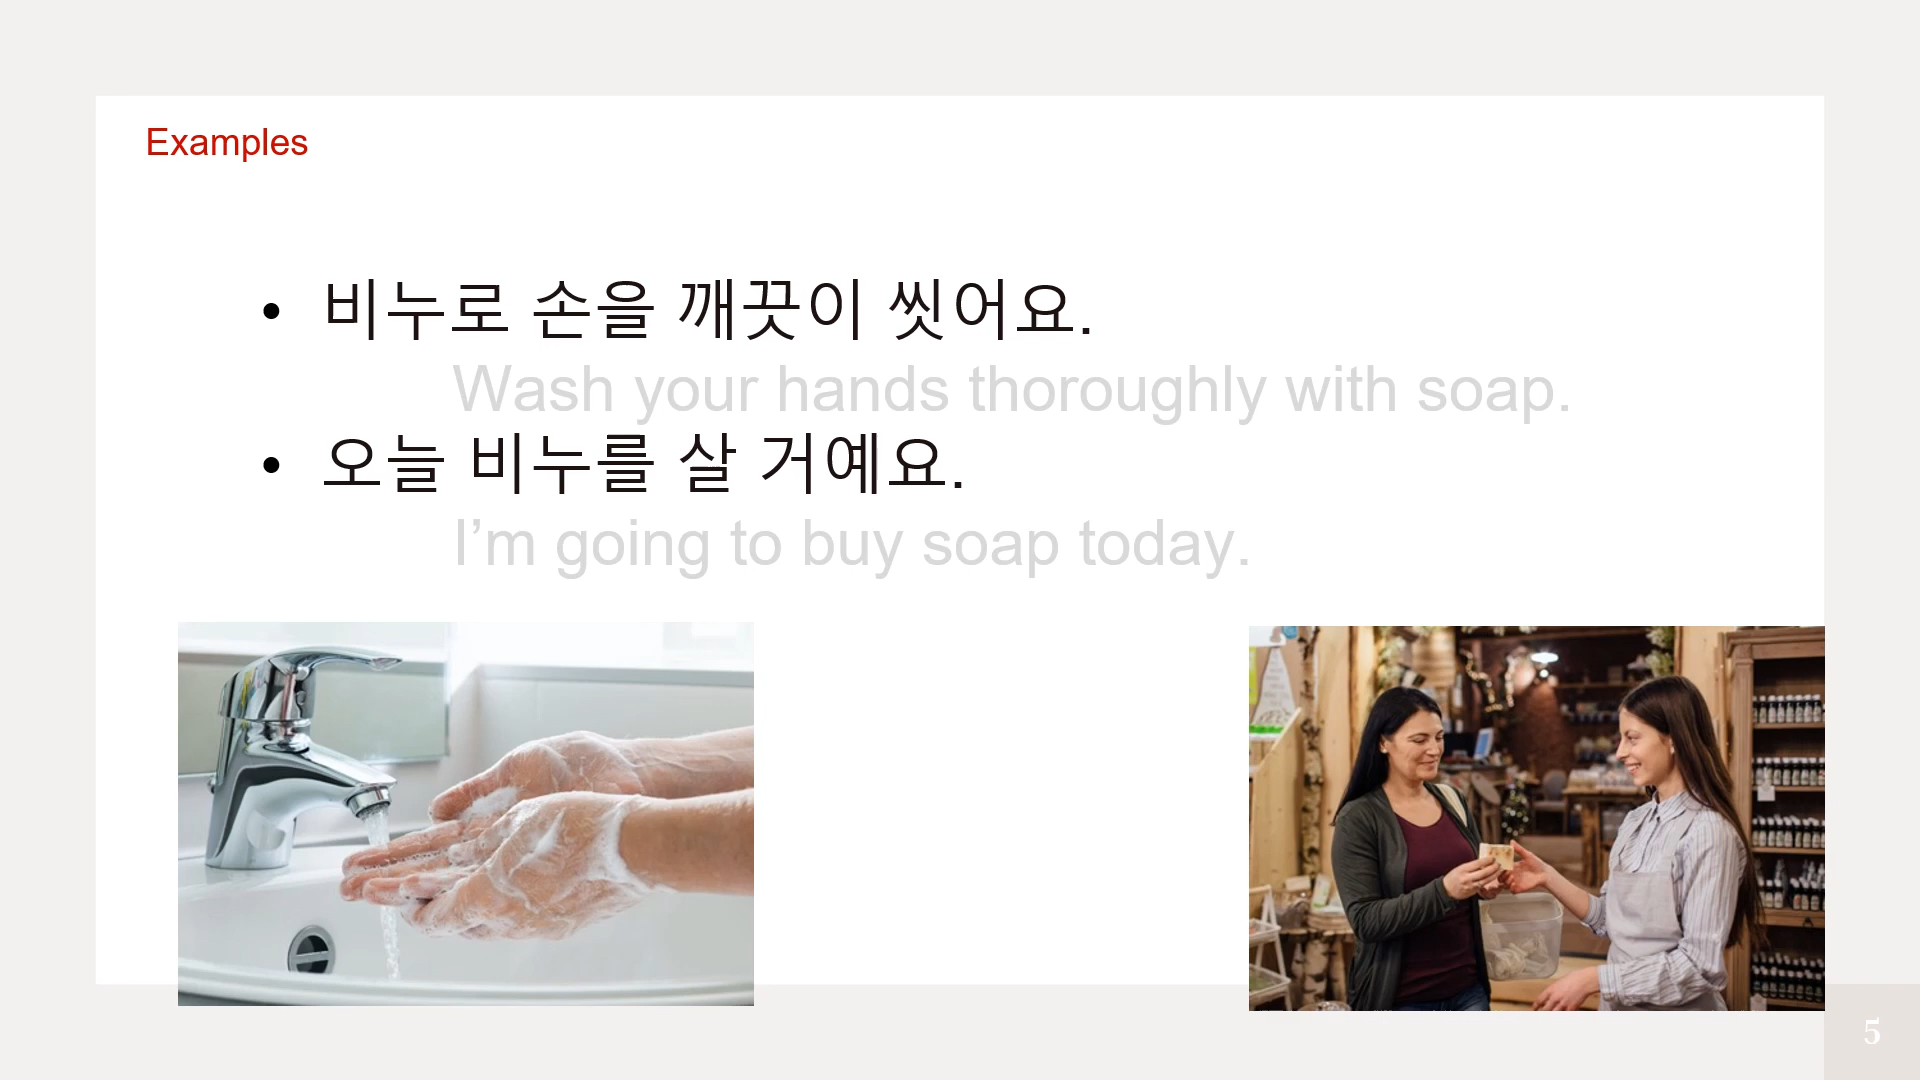 Examples
• 비누로 손을 깨끗이 씻어요.
Wash your hands thoroughly with soap.
• 오늘 비누를 살 거예요.
I’m going to buy soap today.
5